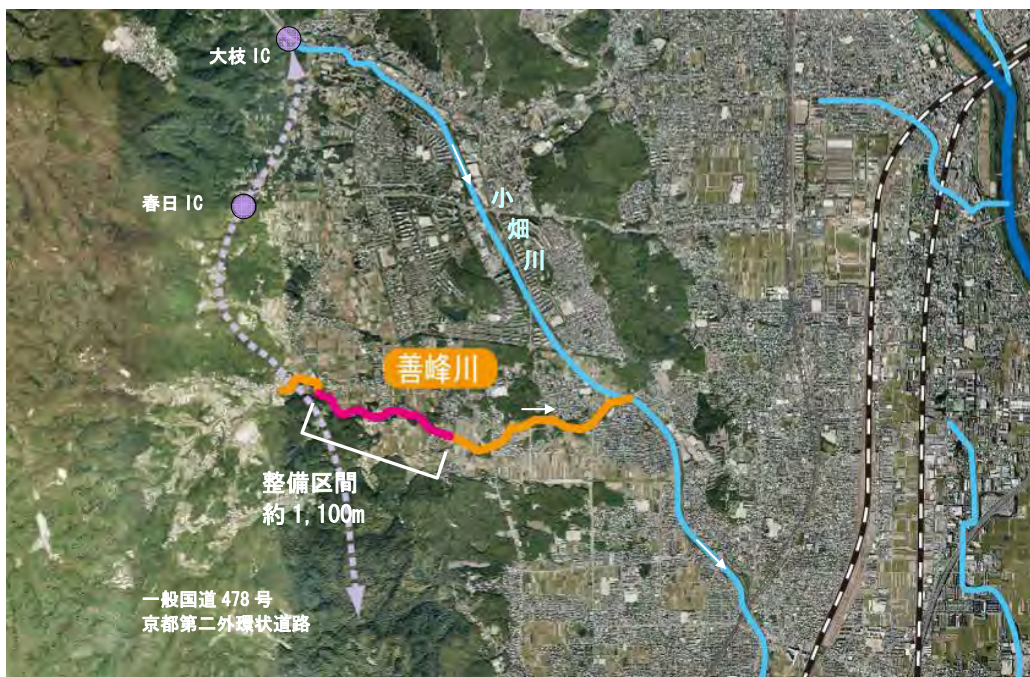 大枝 IC
春日 IC
小畑川
善峰川
整備区間
約 1,100m
一般国道 478 号
京都第二外環状道路